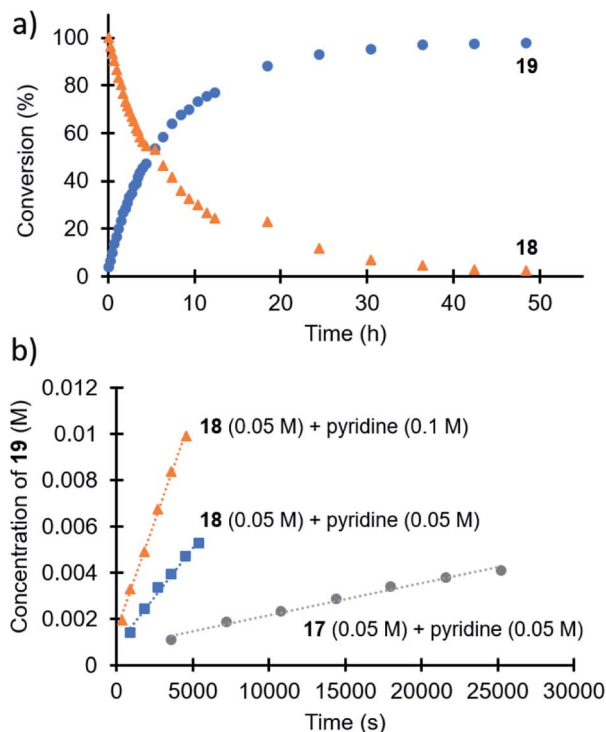 a)
100
80
60
40
20
0
Conversion (%)
19
18
0 10 20 30 40 50
Time (h)
b)
0.012
0.01
0.008
0.006
0.004
0.002
0
Concentration of 19 (M)
18 (0.05 M) + pyridine (0.1 M)
18 (0.05 M) + pyridine (0.05 M)
17 (0.05 M) + pyridine (0.05 M)
0 5000 10000 15000 20000 25000 30000
Time (s)